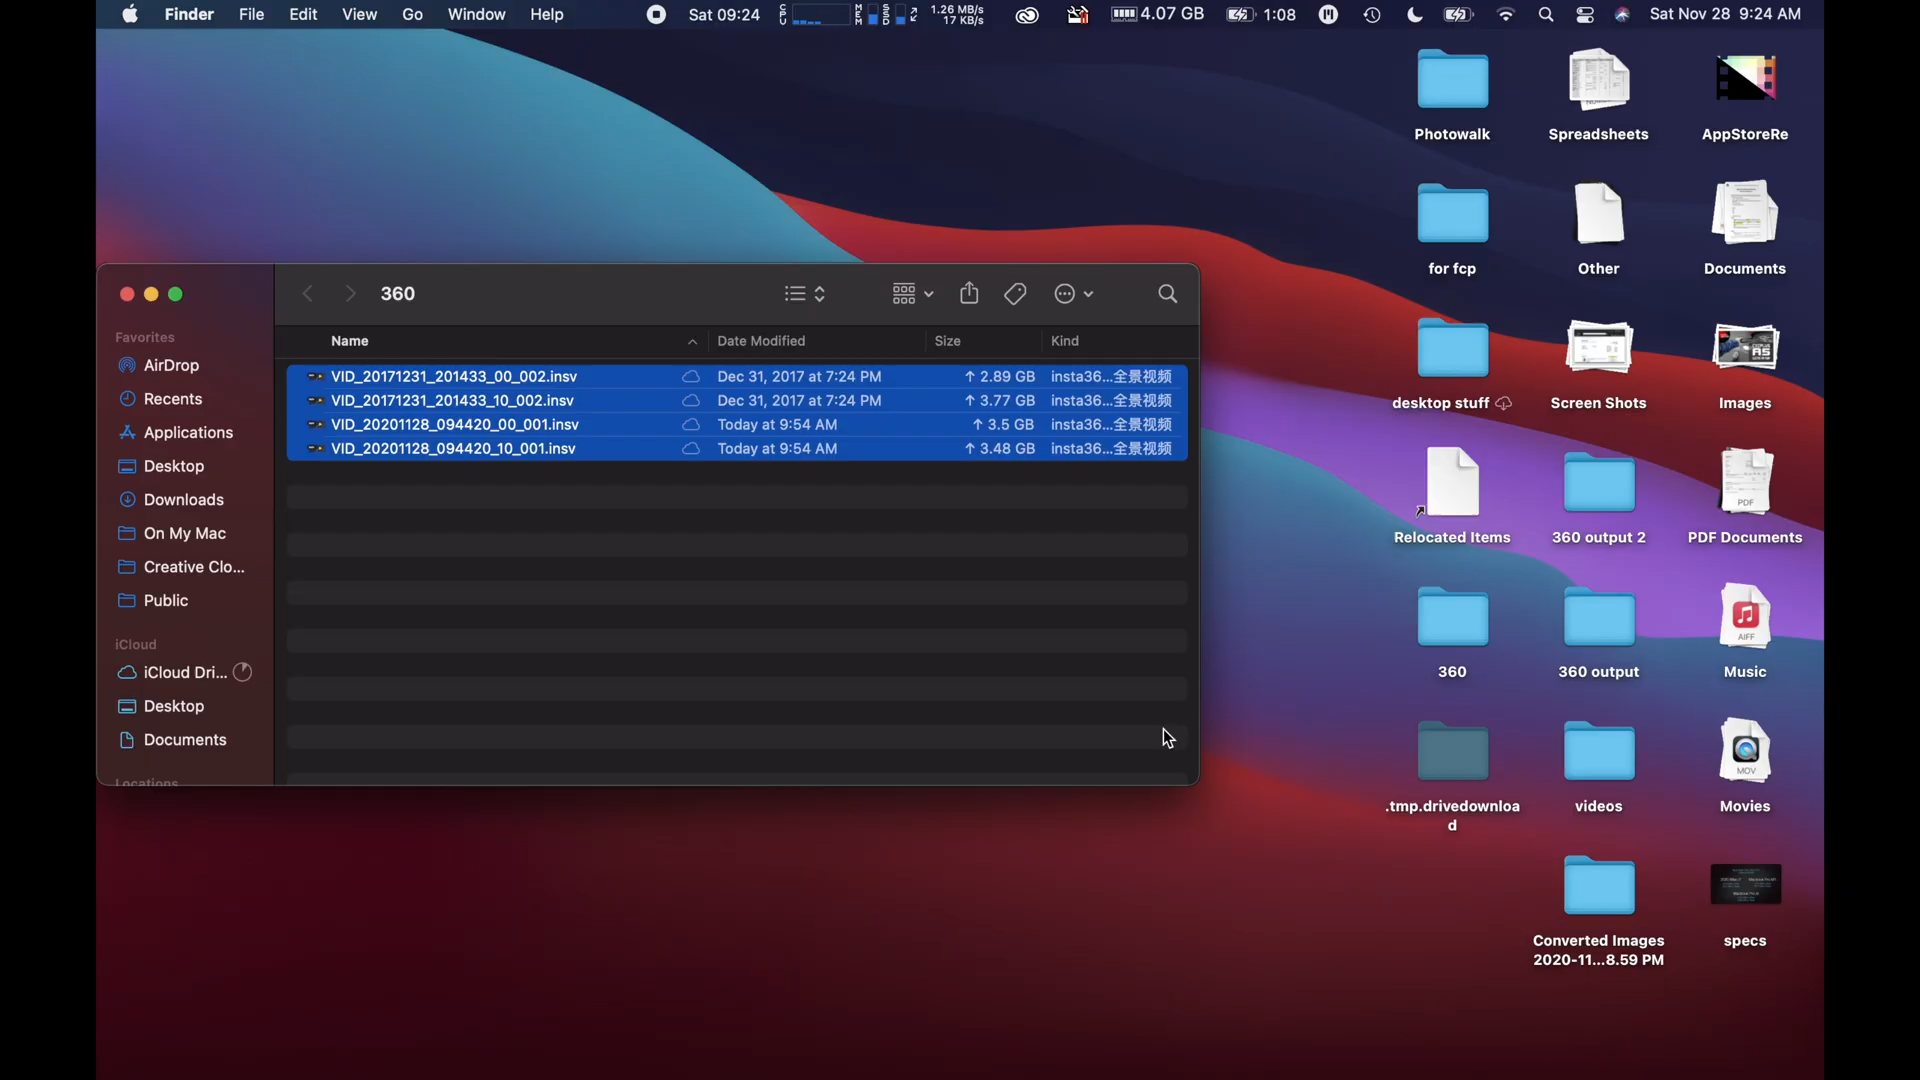 Finder File Edit View Go Window Help Sat 09:24 CPU MEM SSD 1.26 MB/s 17 KB/s 4.07 GB 1:08 Sat Nov 28 9:24 AM
360
Name Date Modified Size Kind
VID_20171231_201433_00_002.insv Dec 31, 2017 at 7:24 PM ↑ 2.89 GB insta36...全景视频
VID_20171231_201433_10_002.insv Dec 31, 2017 at 7:24 PM ↑ 3.77 GB insta36...全景视频
VID_20201128_094420_00_001.insv Today at 9:54 AM ↑ 3.5 GB insta36...全景视频
VID_20201128_094420_10_001.insv Today at 9:54 AM ↑ 3.48 GB insta36...全景视频
Favorites
AirDrop
Recents
Applications
Desktop
Downloads
On My Mac
Creative Clo...
Public
iCloud
iCloud Dri...
Desktop
Documents
Locations
Photowalk Spreadsheets AppStoreRe
for fcp Other Documents
desktop stuff Screen Shots Images
PDF
Relocated Items 360 output 2 PDF Documents
AIFF
360 360 output Music
MOV
.tmp.drivedownloa
d
videos Movies
Converted Images
2020-11...8.59 PM
specs